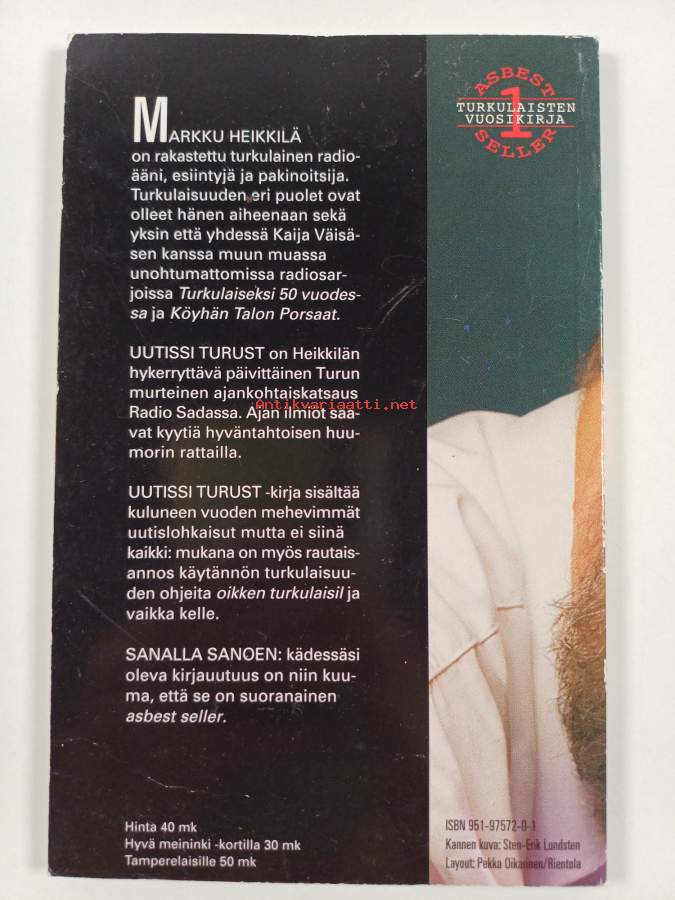 MARKKU HEIKKILÄ
on rakastettu turkulainen radio-
ääni, esiintyjä ja pakinoitsija.
Turkulaisuuden eri puolet ovat
olleet hänen aiheenaan sekä
yksin että yhdessä Kaija Väisä-
sen kanssa muun muassa
unohtumattomissa radiosar-
joissa Turkulaiseksi 50 vuodes-
sa ja Köyhän Talon Porsaat.
UUTISSI TURUST on Heikkilän
hykerryttävä päivittäinen Turun
murteinen ajankohtaiskatsaus
Radio Sadassa. Ajan ilmiöt saa-
vat kyytiä hyväntahtoisen huu-
morin rattailla.
UUTISSI TURUST -kirja sisältää
kuluneen vuoden mehevimmät
uutislohkaisut mutta ei siinä
kaikki: mukana on myös rautais-
annos käytännön turkulaisuu-
den ohjeita oikken turkulaisil ja
vaikka kelle.
SANALLA SANOEN: kädessäsi
oleva kirjauutuus on niin kuu-
ma, että se on suoranainen
asbest seller.
Hinta 40 mk
Hyvä meininki -kortilla 30 mk
Tamperelaisille 50 mk
ASBEST
1
TURKULAISTEN
VUOSIKIRJA
SELLER
Antikvariaatti.net
ISBN 951-97572-0-1
Kannen kuva: Sten-Erik Lundsten
Layout: Pekka Oikarinen/Rientola